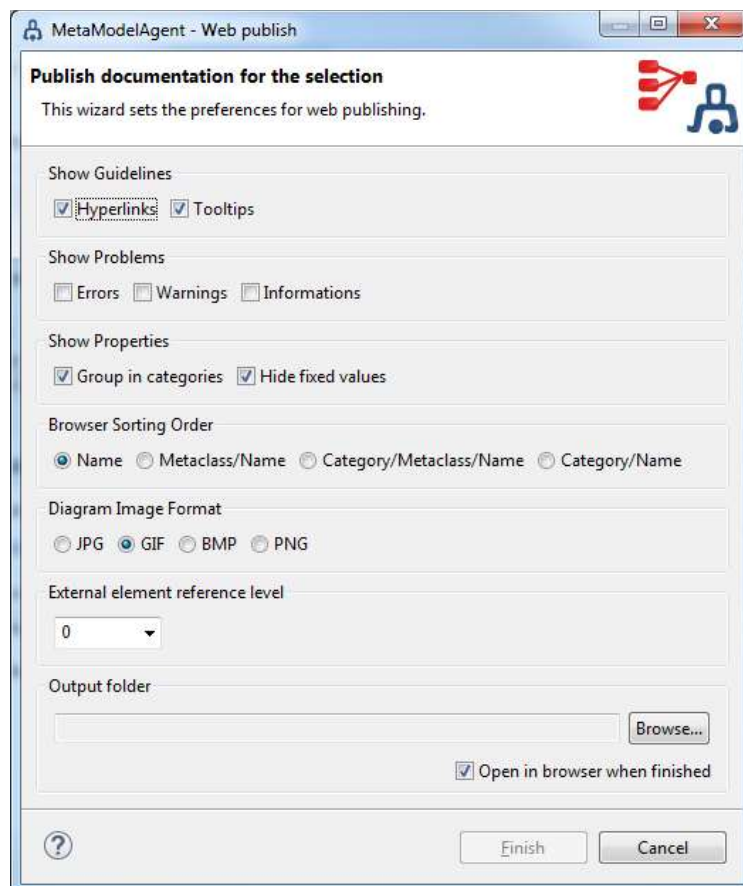 MetaModelAgent - Web publish
Publish documentation for the selection
This wizard sets the preferences for web publishing.
Show Guidelines
Hyperlinks Tooltips
Show Problems
Errors Warnings Informations
Show Properties
Group in categories Hide fixed values
Browser Sorting Order
Name Metaclass/Name Category/Metaclass/Name Category/Name
Diagram Image Format
JPG GIF BMP PNG
External element reference level
0
Output folder
Browse...
Open in browser when finished
? Finish Cancel